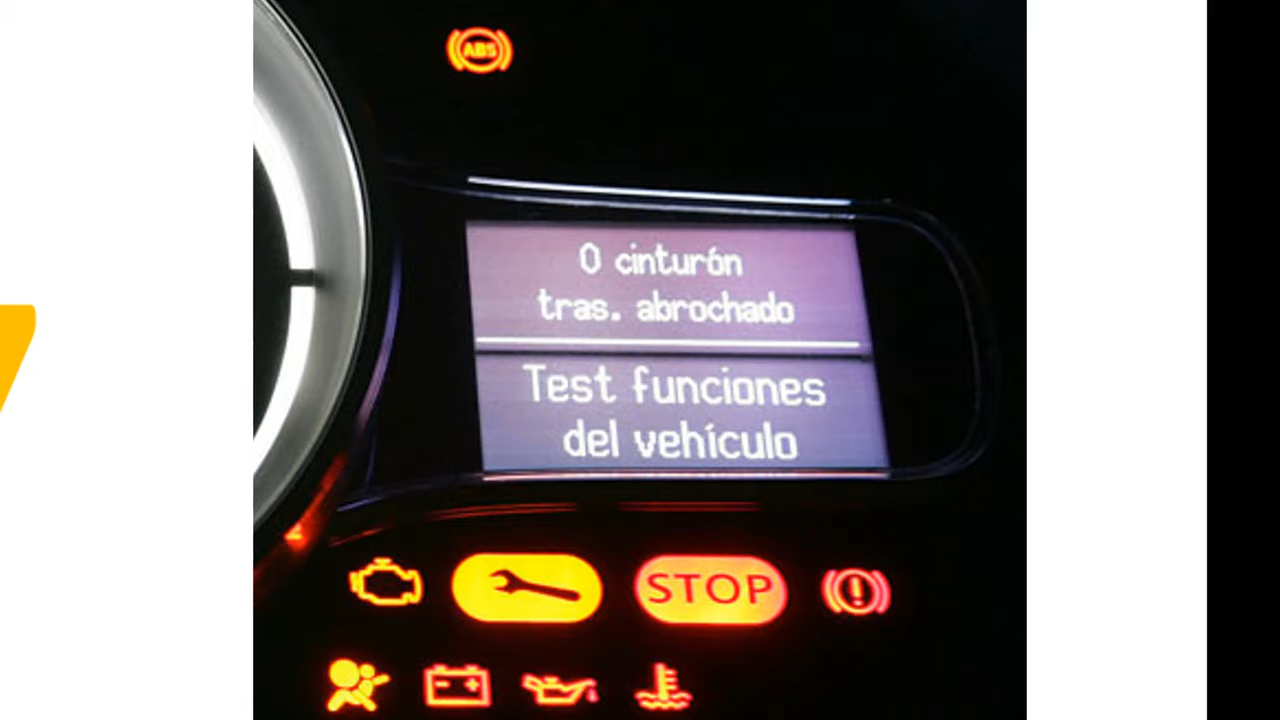 ABS
0 cinturón
tras. abrochado
Test funciones
del vehículo
STOP